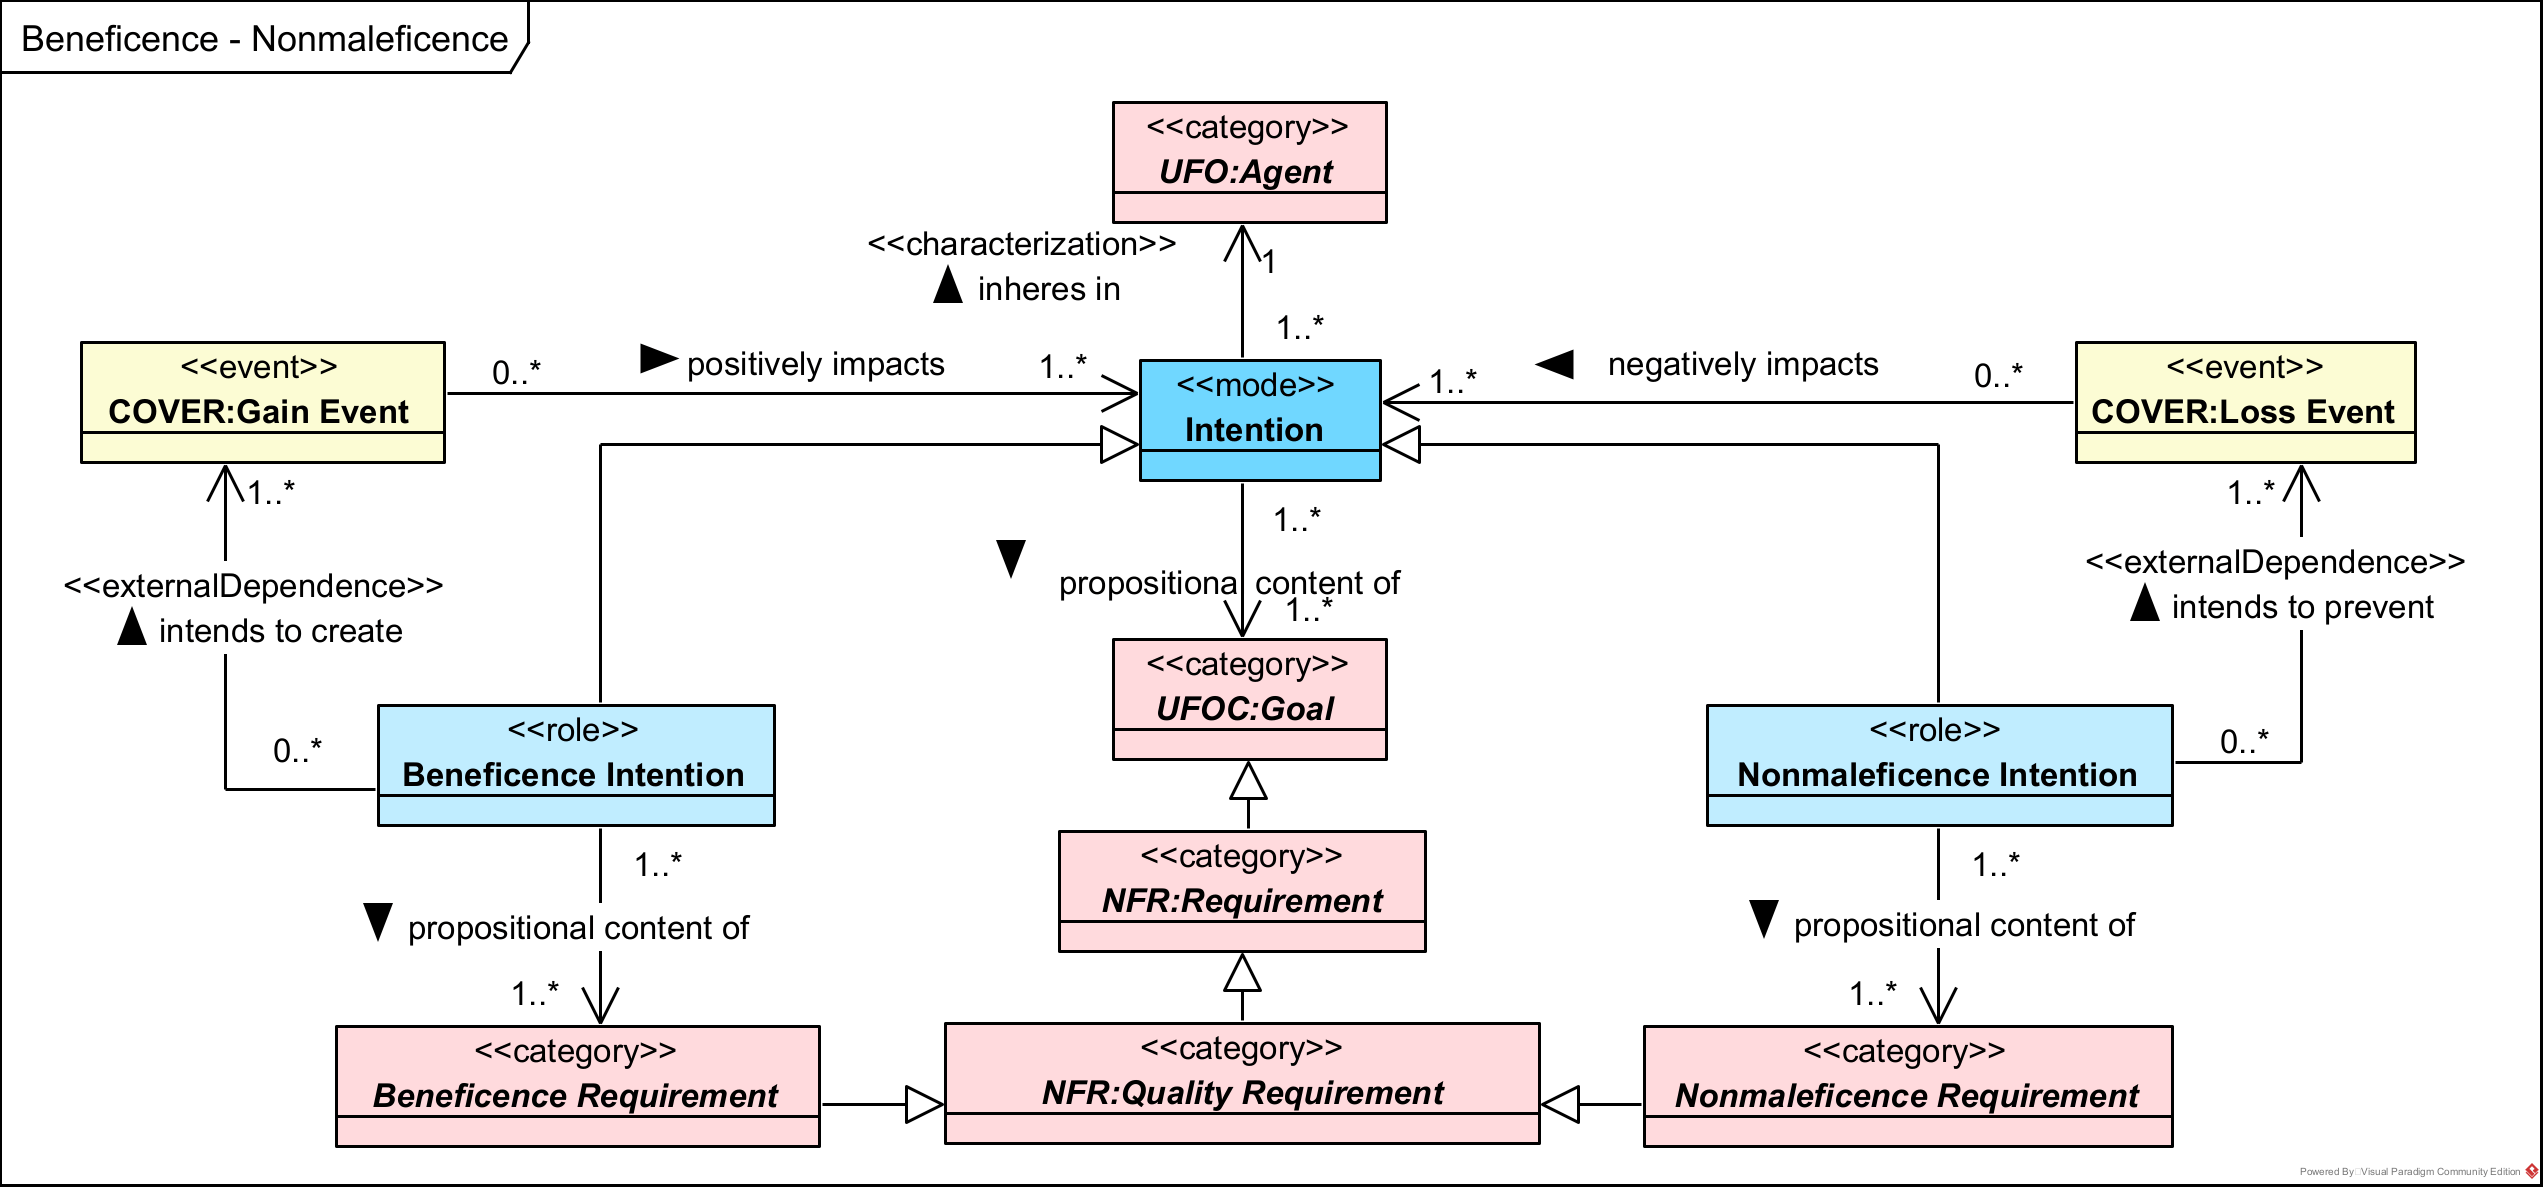 Beneficence - Nonmaleficence
<<category>>
UFO:Agent
<<characterization>>
inheres in
1
1..*
<<event>>
COVER:Gain Event
0..*
positively impacts
1..*
<<mode>>
Intention
1..*
negatively impacts
0..*
<<event>>
COVER:Loss Event
1..*
<<externalDependence>>
intends to create
0..*
1..*
propositional content of
1..*
1..*
<<externalDependence>>
intends to prevent
0..*
<<role>>
Beneficence Intention
<<category>>
UFOC:Goal
<<role>>
Nonmaleficence Intention
1..*
propositional content of
1..*
<<category>>
NFR:Requirement
1..*
propositional content of
1..*
<<category>>
Beneficence Requirement
<<category>>
NFR:Quality Requirement
<<category>>
Nonmaleficence Requirement
Powered By Visual Paradigm Community Edition